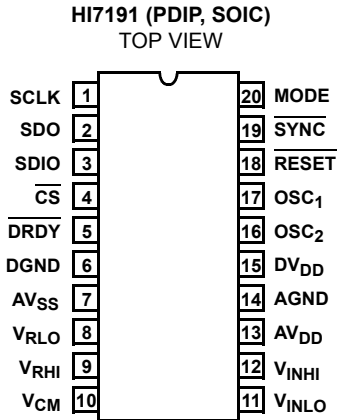 HI7191 (PDIP, SOIC)
TOP VIEW
SCLK 1 20 MODE
SDO 2 19 SYNC
SDIO 3 18 RESET
CS 4 17 OSC1
DRDY 5 16 OSC2
DGND 6 15 DVDD
AVSS 7 14 AGND
VRLO 8 13 AVDD
VRHI 9 12 VINHI
VCM 10 11 VINLO